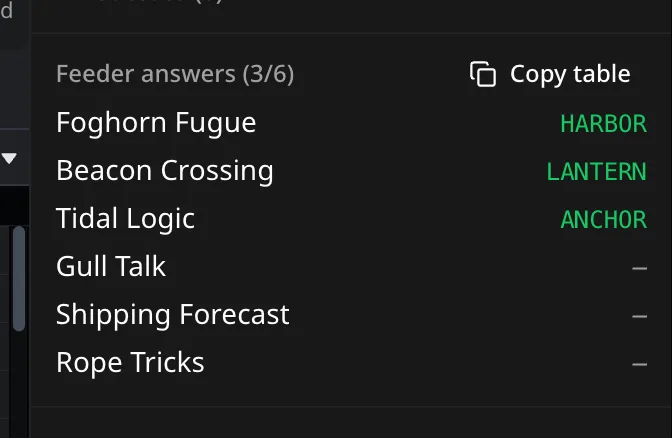 d
Feeder answers (3/6)
Copy table
Foghorn Fugue HARBOR
Beacon Crossing LANTERN
Tidal Logic ANCHOR
Gull Talk —
Shipping Forecast —
Rope Tricks —